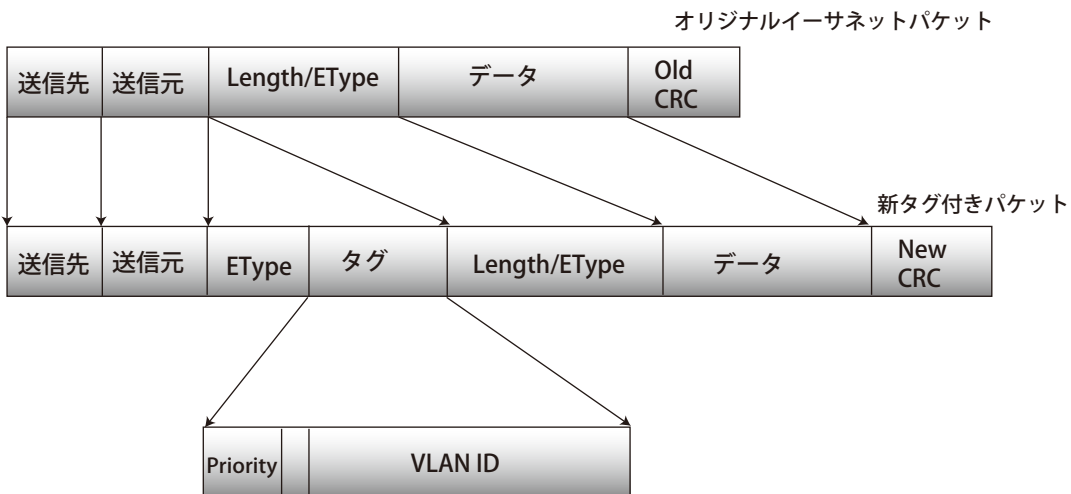 オリジナルイーサネットパケット
送信先 送信元 Length/EType データ Old
CRC
新タグ付きパケット
送信先 送信元 EType タグ Length/EType データ New
CRC
Priority VLAN ID